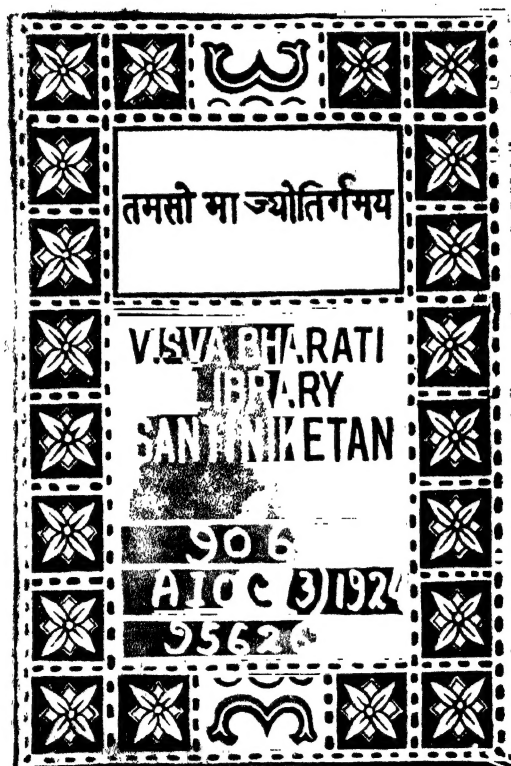 तमसो मा ज्योतिर्गमय
VISVA BHARATI
LIBRARY
SANTINIKETAN
906
AIOC (3) 1924